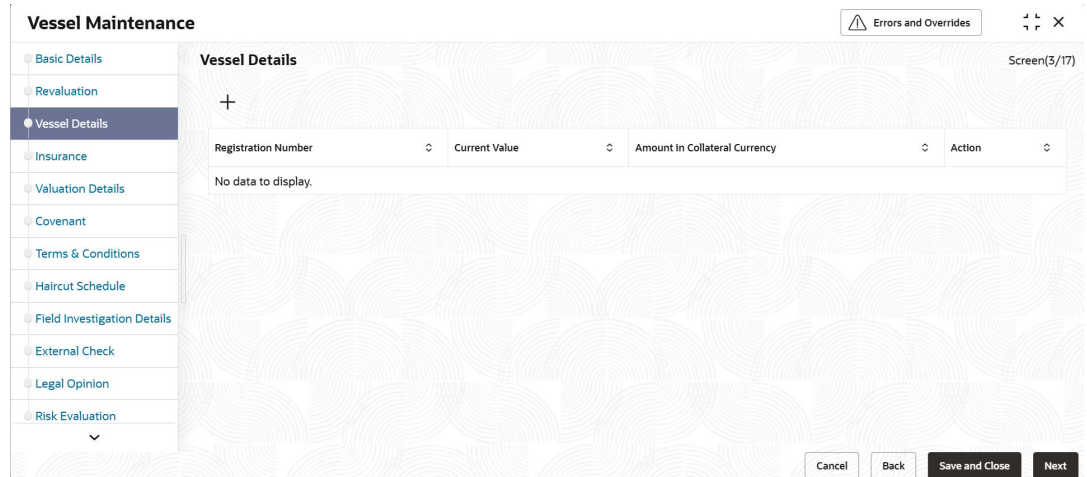 Vessel Maintenance
Errors and Overrides
Basic Details
Revaluation
Vessel Details
Insurance
Valuation Details
Covenant
Terms & Conditions
Haircut Schedule
Field Investigation Details
External Check
Legal Opinion
Risk Evaluation
Vessel Details
Screen(3/17)
Registration Number Current Value Amount in Collateral Currency Action
No data to display.
Cancel Back Save and Close Next